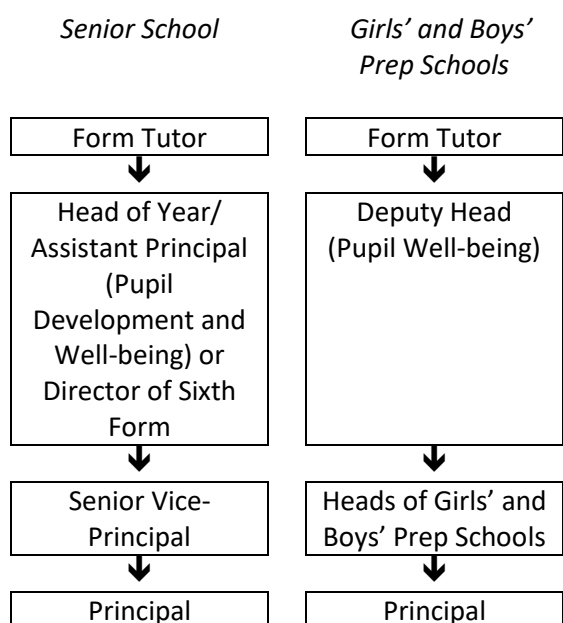 Senior School
Girls’ and Boys’
Prep Schools
Form Tutor
Form Tutor
Head of Year/
Assistant Principal
(Pupil
Development and
Well-being) or
Director of Sixth
Form
Deputy Head
(Pupil Well-being)
Senior Vice-
Principal
Heads of Girls’ and
Boys’ Prep Schools
Principal
Principal